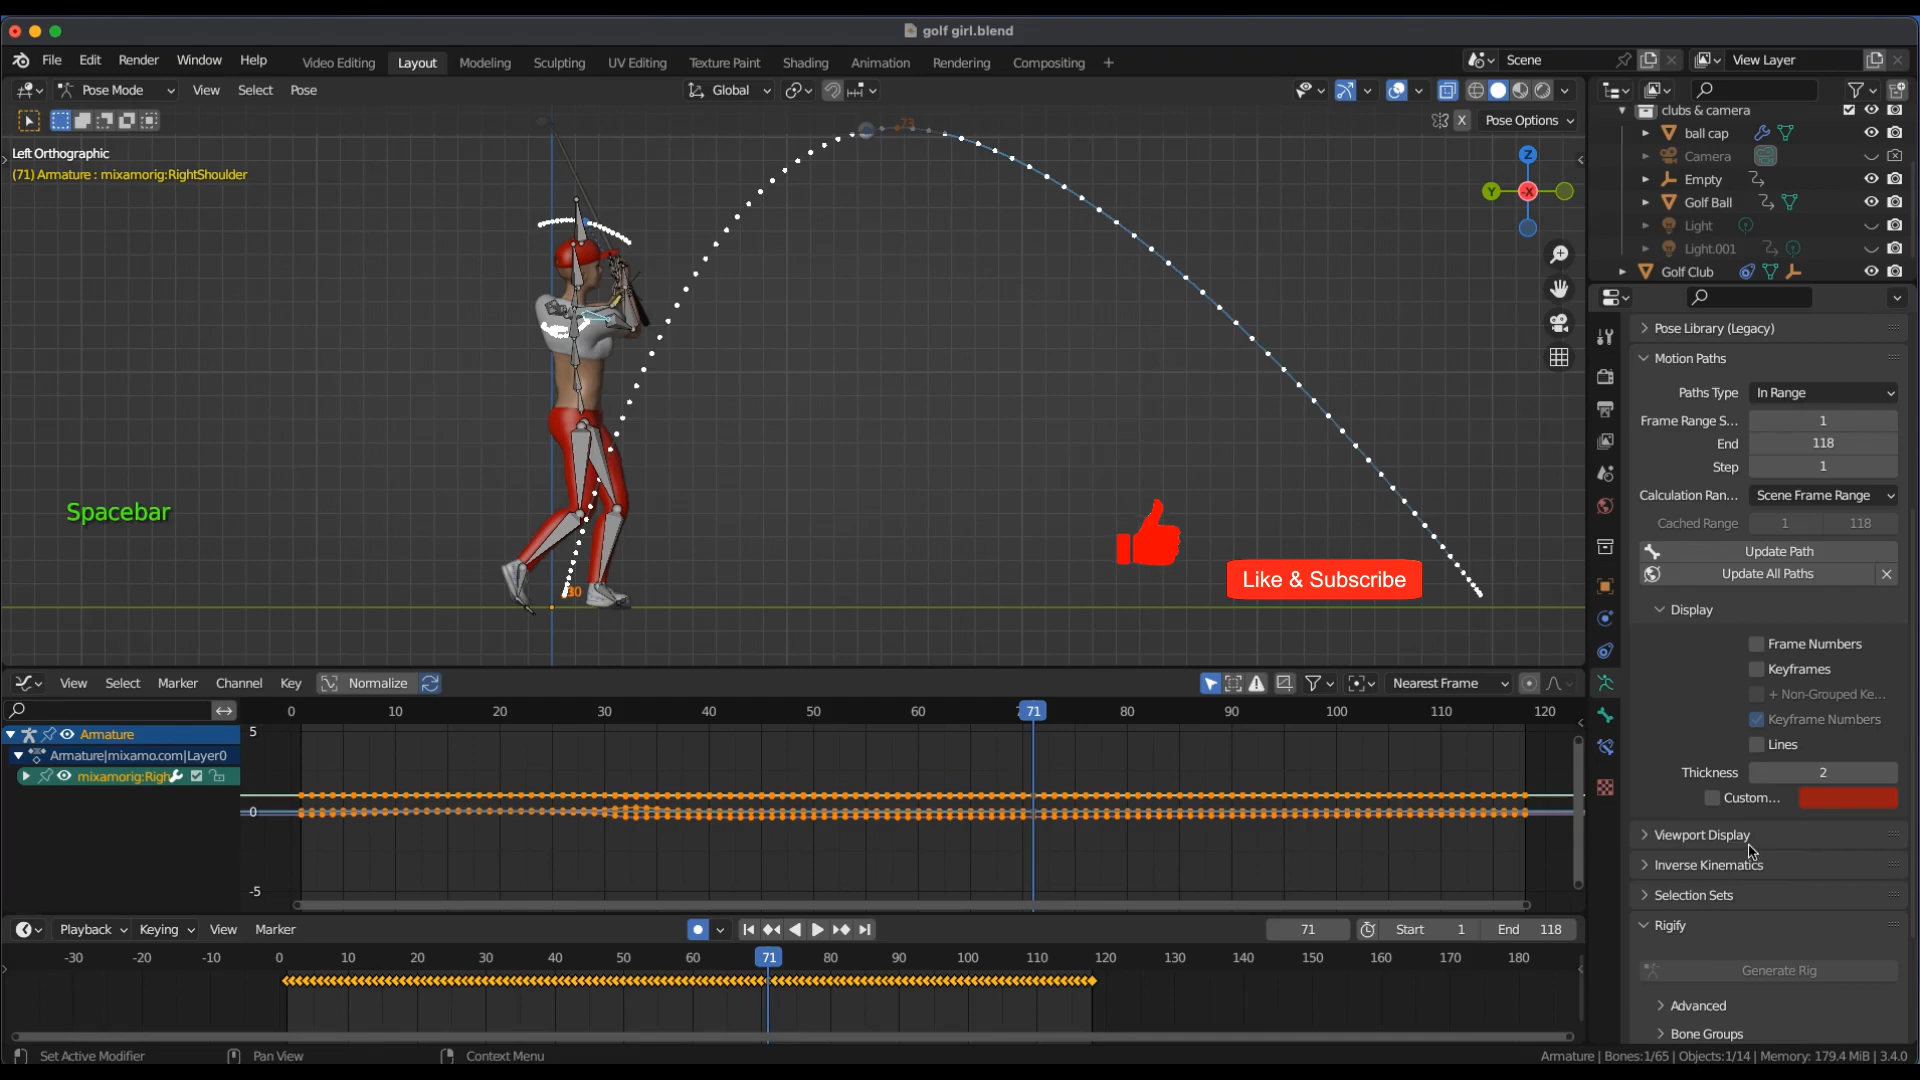 golf girl.blend
File Edit Render Window Help Video Editing Layout Modeling Sculpting UV Editing Texture Paint Shading Animation Rendering Compositing + Scene View Layer
Pose Mode View Select Pose Global
X Pose Options
Left Orthographic
(71) Armature : mixamorig:RightShoulder
73
Z
Y
-X
Spacebar
30
Like & Subscribe
clubs & camera
ball cap
Camera
Empty
Golf Ball
Light
Light.001
Golf Club
Pose Library (Legacy)
Motion Paths
Paths Type In Range
Frame Range S... 1
End 118
Step 1
Calculation Ran... Scene Frame Range
Cached Range 1 118
Update Path
Update All Paths
Display
Frame Numbers
Keyframes
+ Non-Grouped Ke...
Keyframe Numbers
Lines
Thickness 2
Custom...
Viewport Display
Inverse Kinematics
Selection Sets
Rigify
Generate Rig
Advanced
Bone Groups
View Select Marker Channel Key Normalize Nearest Frame
0 10 20 30 40 50 60 71 80 90 100 110 120
Armature
Armature|mixamo.com|Layer0
mixamorig:Righ
5
0
-5
Playback Keying View Marker 71 Start 1 End 118
-30 -20 -10 0 10 20 30 40 50 60 71 80 90 100 110 120 130 140 150 160 170 180
Set Active Modifier Pan View Context Menu Armature | Bones:1/65 | Objects:1/14 | Memory: 179.4 MiB | 3.4.0